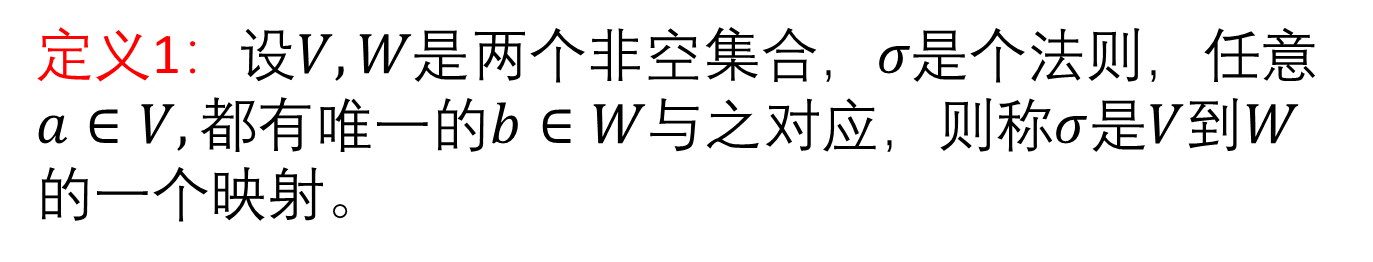 定义1：设𝑉,𝑊是两个非空集合，𝜎是个法则，任意
𝑎 ∈ 𝑉,都有唯一的𝑏 ∈ 𝑊与之对应，则称𝜎是𝑉到𝑊
的一个映射。